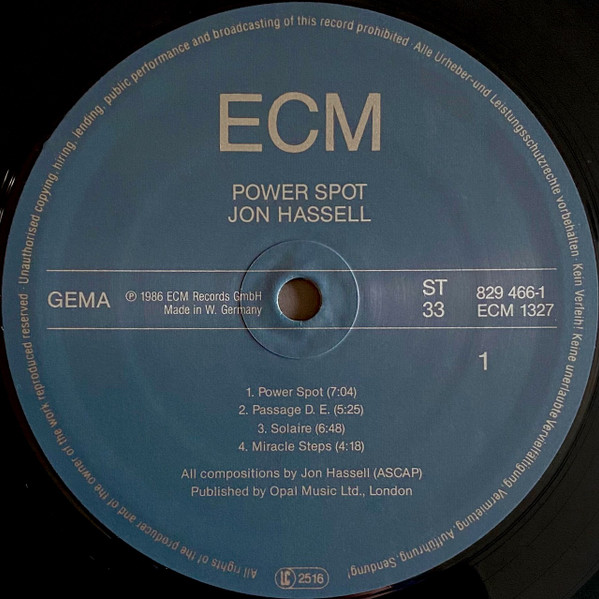 Unauthorised copying, hiring, lending, public performance and broadcasting of this record prohibited · Alle Urheber-und Leistungsschutzrechte vorbehalten · Kein Verleih! Keine unerlaubte Vervielfältigung, Vermietung, Aufführung, Sendung!
ECM
POWER SPOT
JON HASSELL
GEMA
℗ 1986 ECM Records GmbH
Made in W. Germany
ST
33
829 466-1
ECM 1327
1
1. Power Spot (7:04)
2. Passage D. E. (5:25)
3. Solaire (6:48)
4. Miracle Steps (4:18)
All compositions by Jon Hassell (ASCAP)
Published by Opal Music Ltd., London
LC 2516
All rights of the producer and of the owner of the work reproduced reserved ·